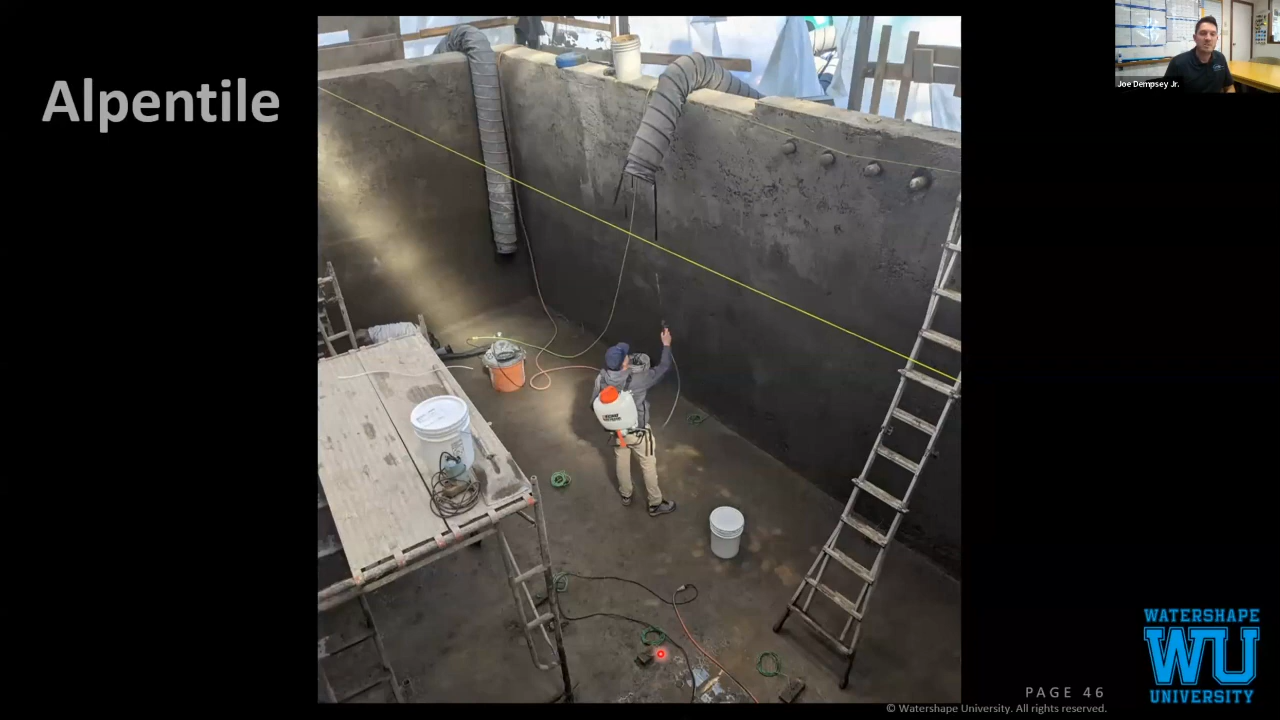 Alpentile
Joe Dempsey Jr.
WATERSHAPE
WU
UNIVERSITY
PAGE 46
© Watershape University. All rights reserved.